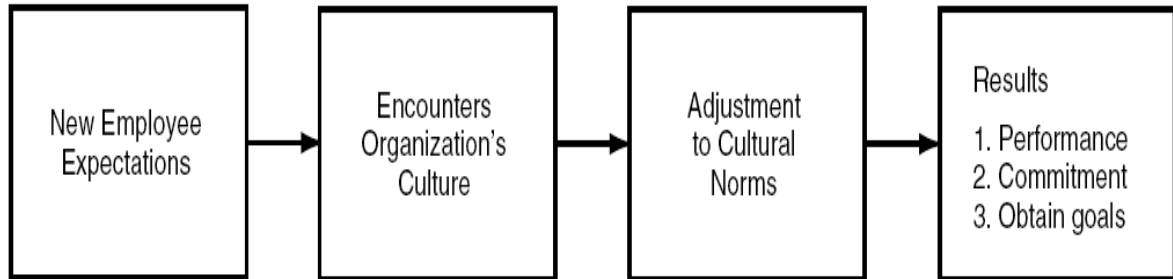 New Employee
Expectations
Encounters
Organization's
Culture
Adjustment
to Cultural
Norms
Results
1. Performance
2. Commitment
3. Obtain goals